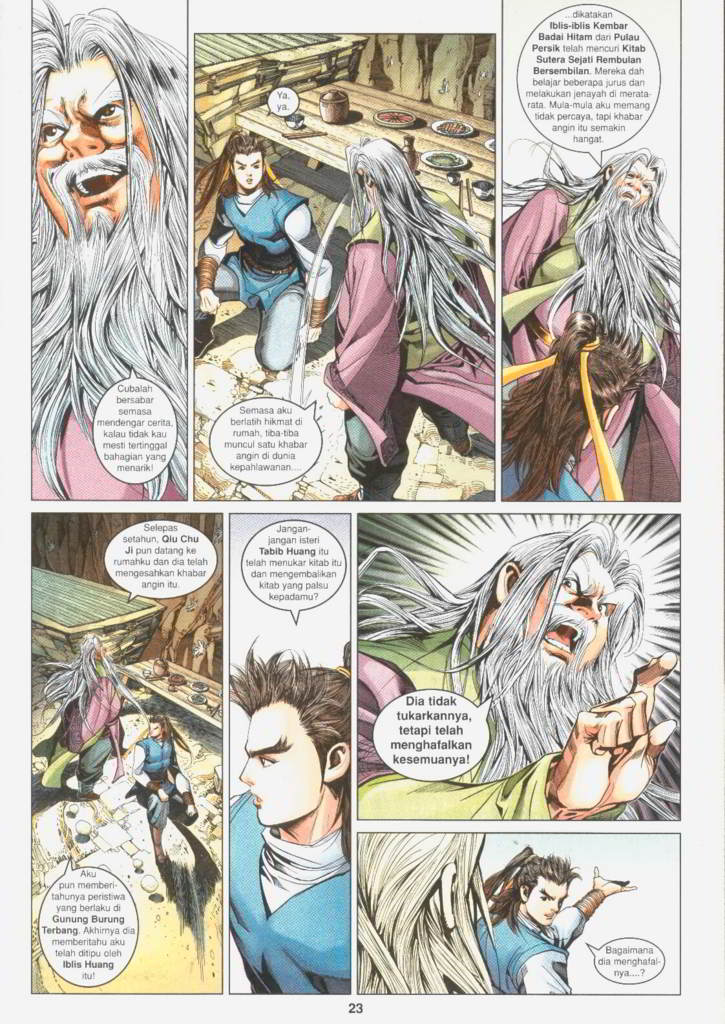 Cubalah
bersabar
semasa
mendengar cerita,
kalau tidak kau
mesti tertinggal
bahagian yang
menarik!
Ya,
ya.
Semasa aku
berlatih hikmat di
rumah, tiba-tiba
muncul satu khabar
angin di dunia
kepahlawanan....
...dikatakan
Iblis-iblis Kembar
Badai Hitam dari Pulau
Persik telah mencuri Kitab
Sutera Sejati Rembulan
Bersembilan. Mereka dah
belajar beberapa jurus dan
melakukan jenayah di merata-
rata. Mula-mula aku memang
tidak percaya, tapi khabar
angin itu semakin
hangat.
Selepas
setahun, Qiu Chu
Ji pun datang ke
rumahku dan dia telah
mengesahkan khabar
angin itu.
Aku
pun memberi-
tahunya peristiwa
yang berlaku di
Gunung Burung
Terbang. Akhirnya dia
memberitahu aku
telah ditipu oleh
Iblis Huang
itu!
Jangan-
jangan isteri
Tabib Huang itu
telah menukar kitab itu
dan mengembalikan
kitab yang palsu
kepadamu?
Dia tidak
tukarkannya,
tetapi telah
menghafalkan
kesemuanya!
Bagaimana
dia menghafal-
nya....?
23